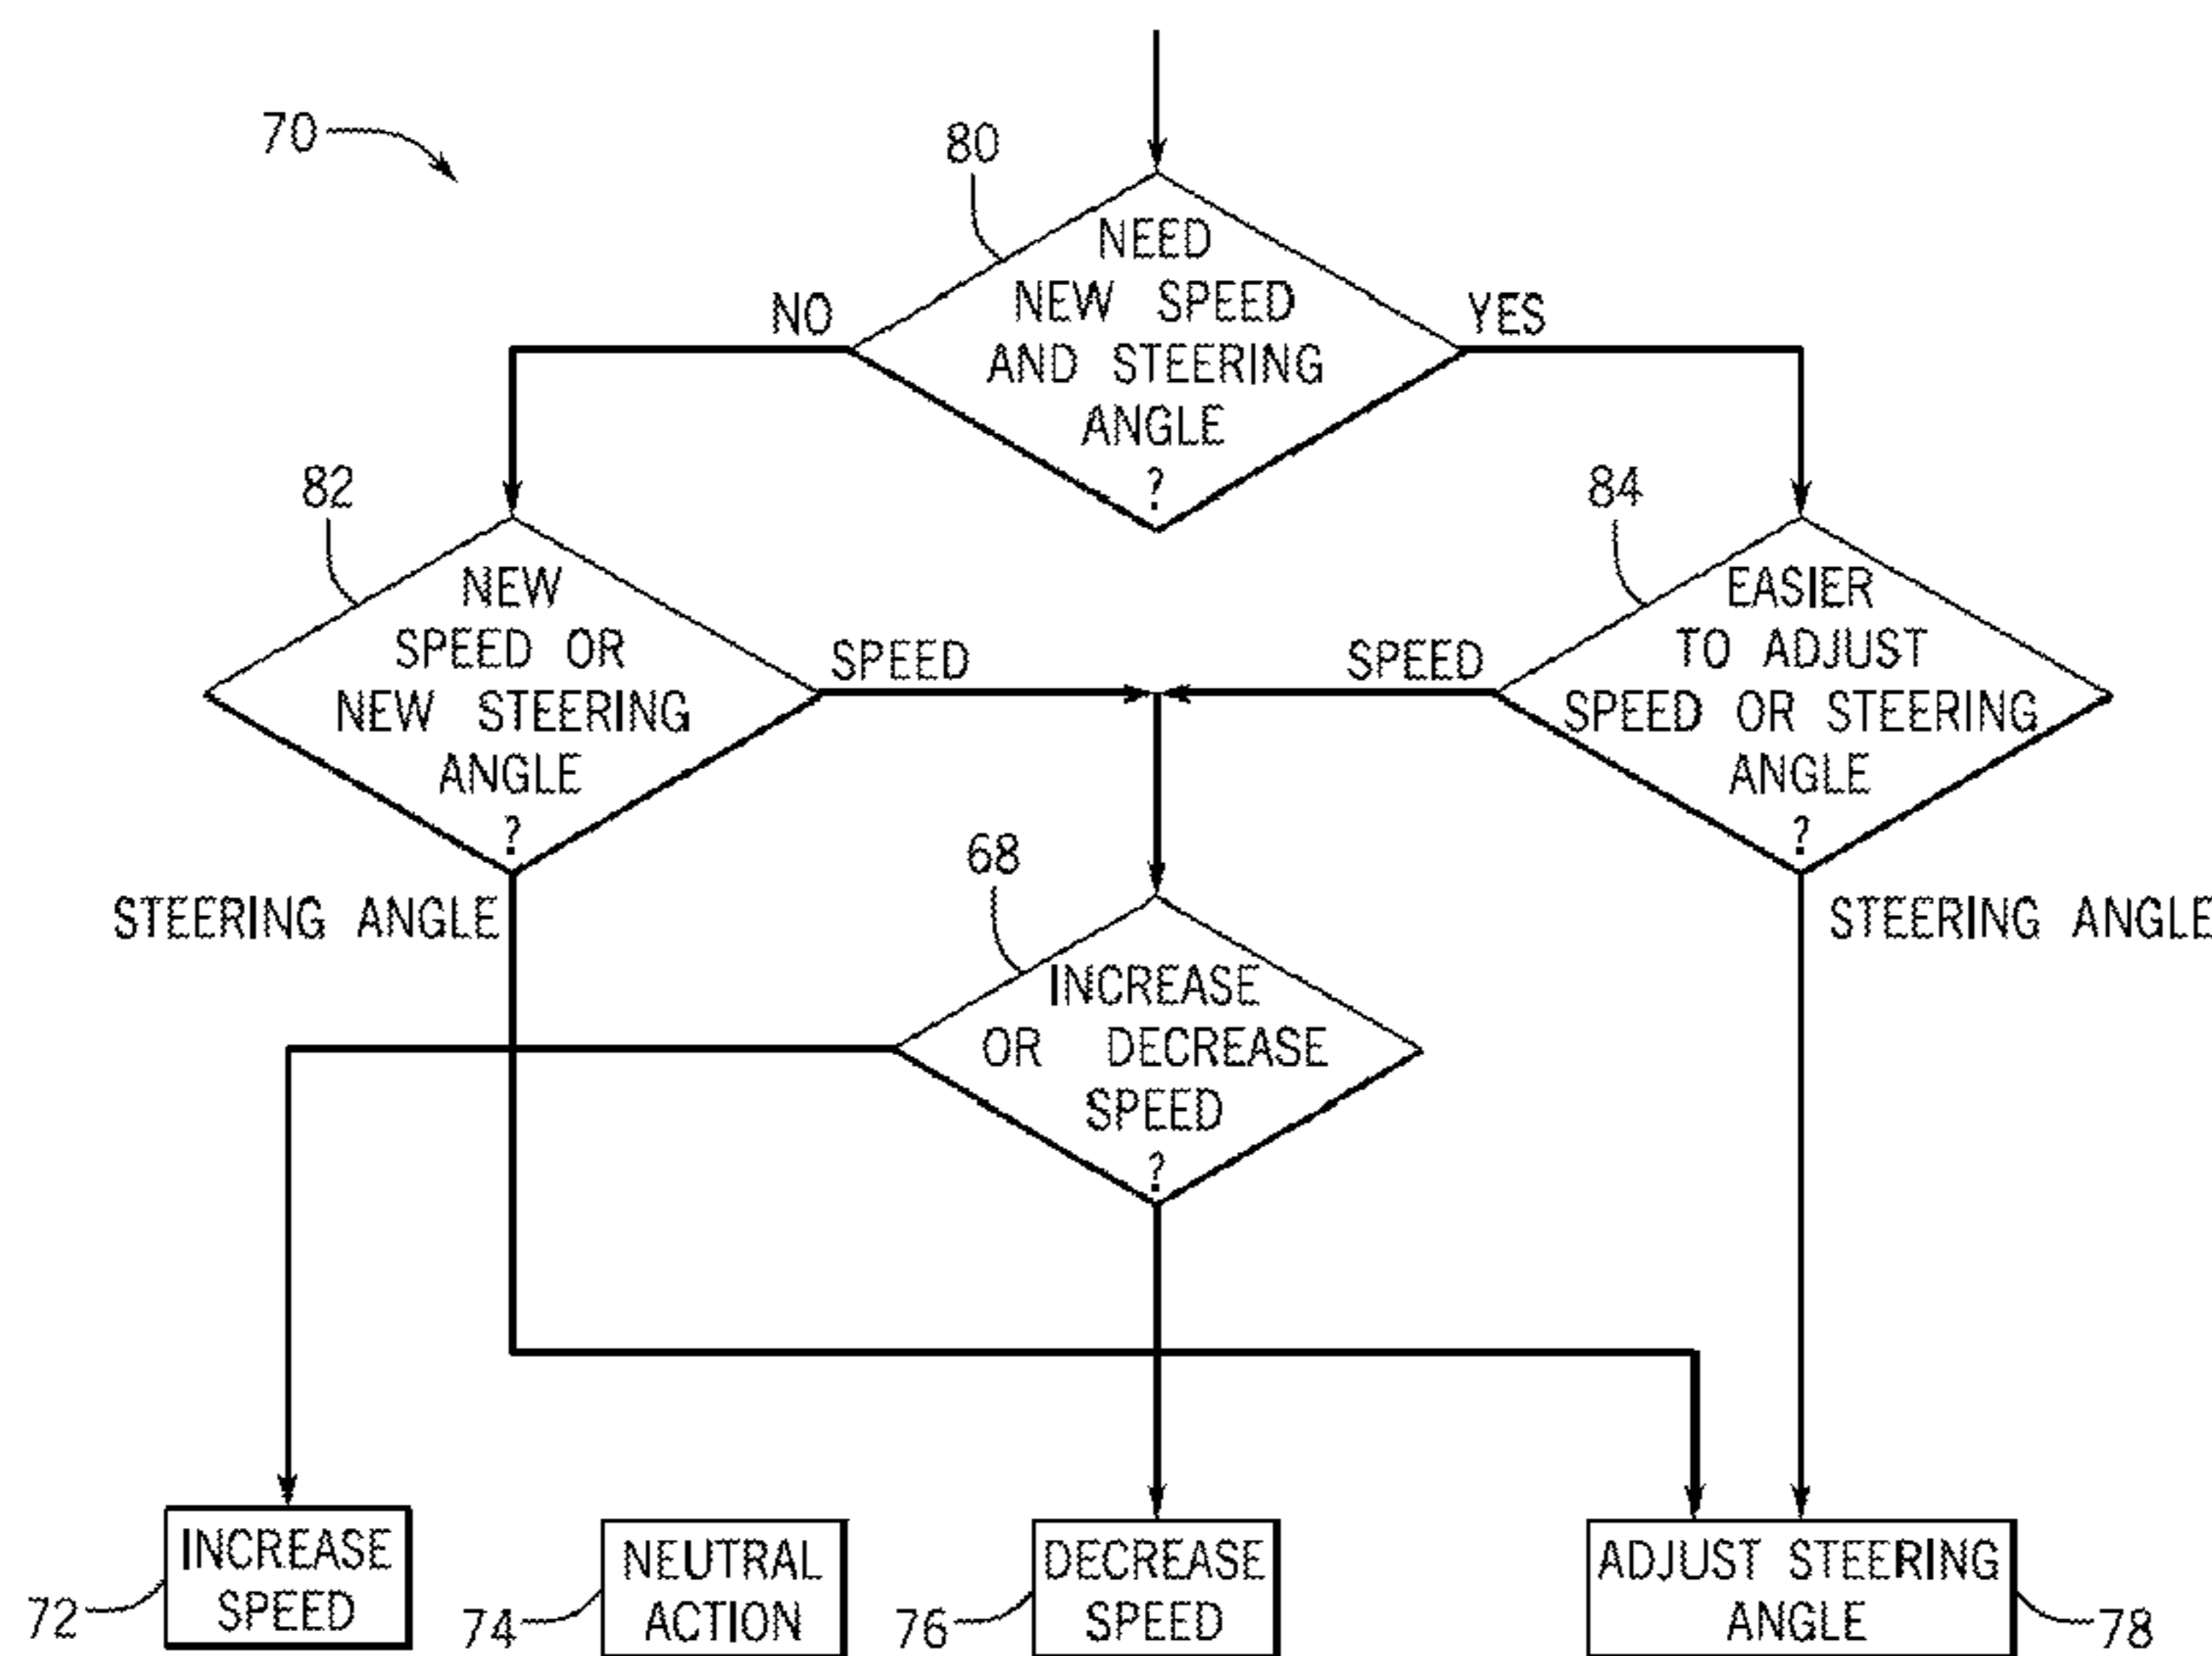 70
80
NEED
NEW SPEED
AND STEERING
ANGLE
?
NO
YES
82
NEW
SPEED OR
NEW STEERING
ANGLE
?
SPEED
84
EASIER
TO ADJUST
SPEED OR STEERING
ANGLE
?
SPEED
STEERING ANGLE
STEERING ANGLE
68
INCREASE
OR DECREASE
SPEED
?
72
INCREASE
SPEED
74
NEUTRAL
ACTION
76
DECREASE
SPEED
ADJUST STEERING
ANGLE
78